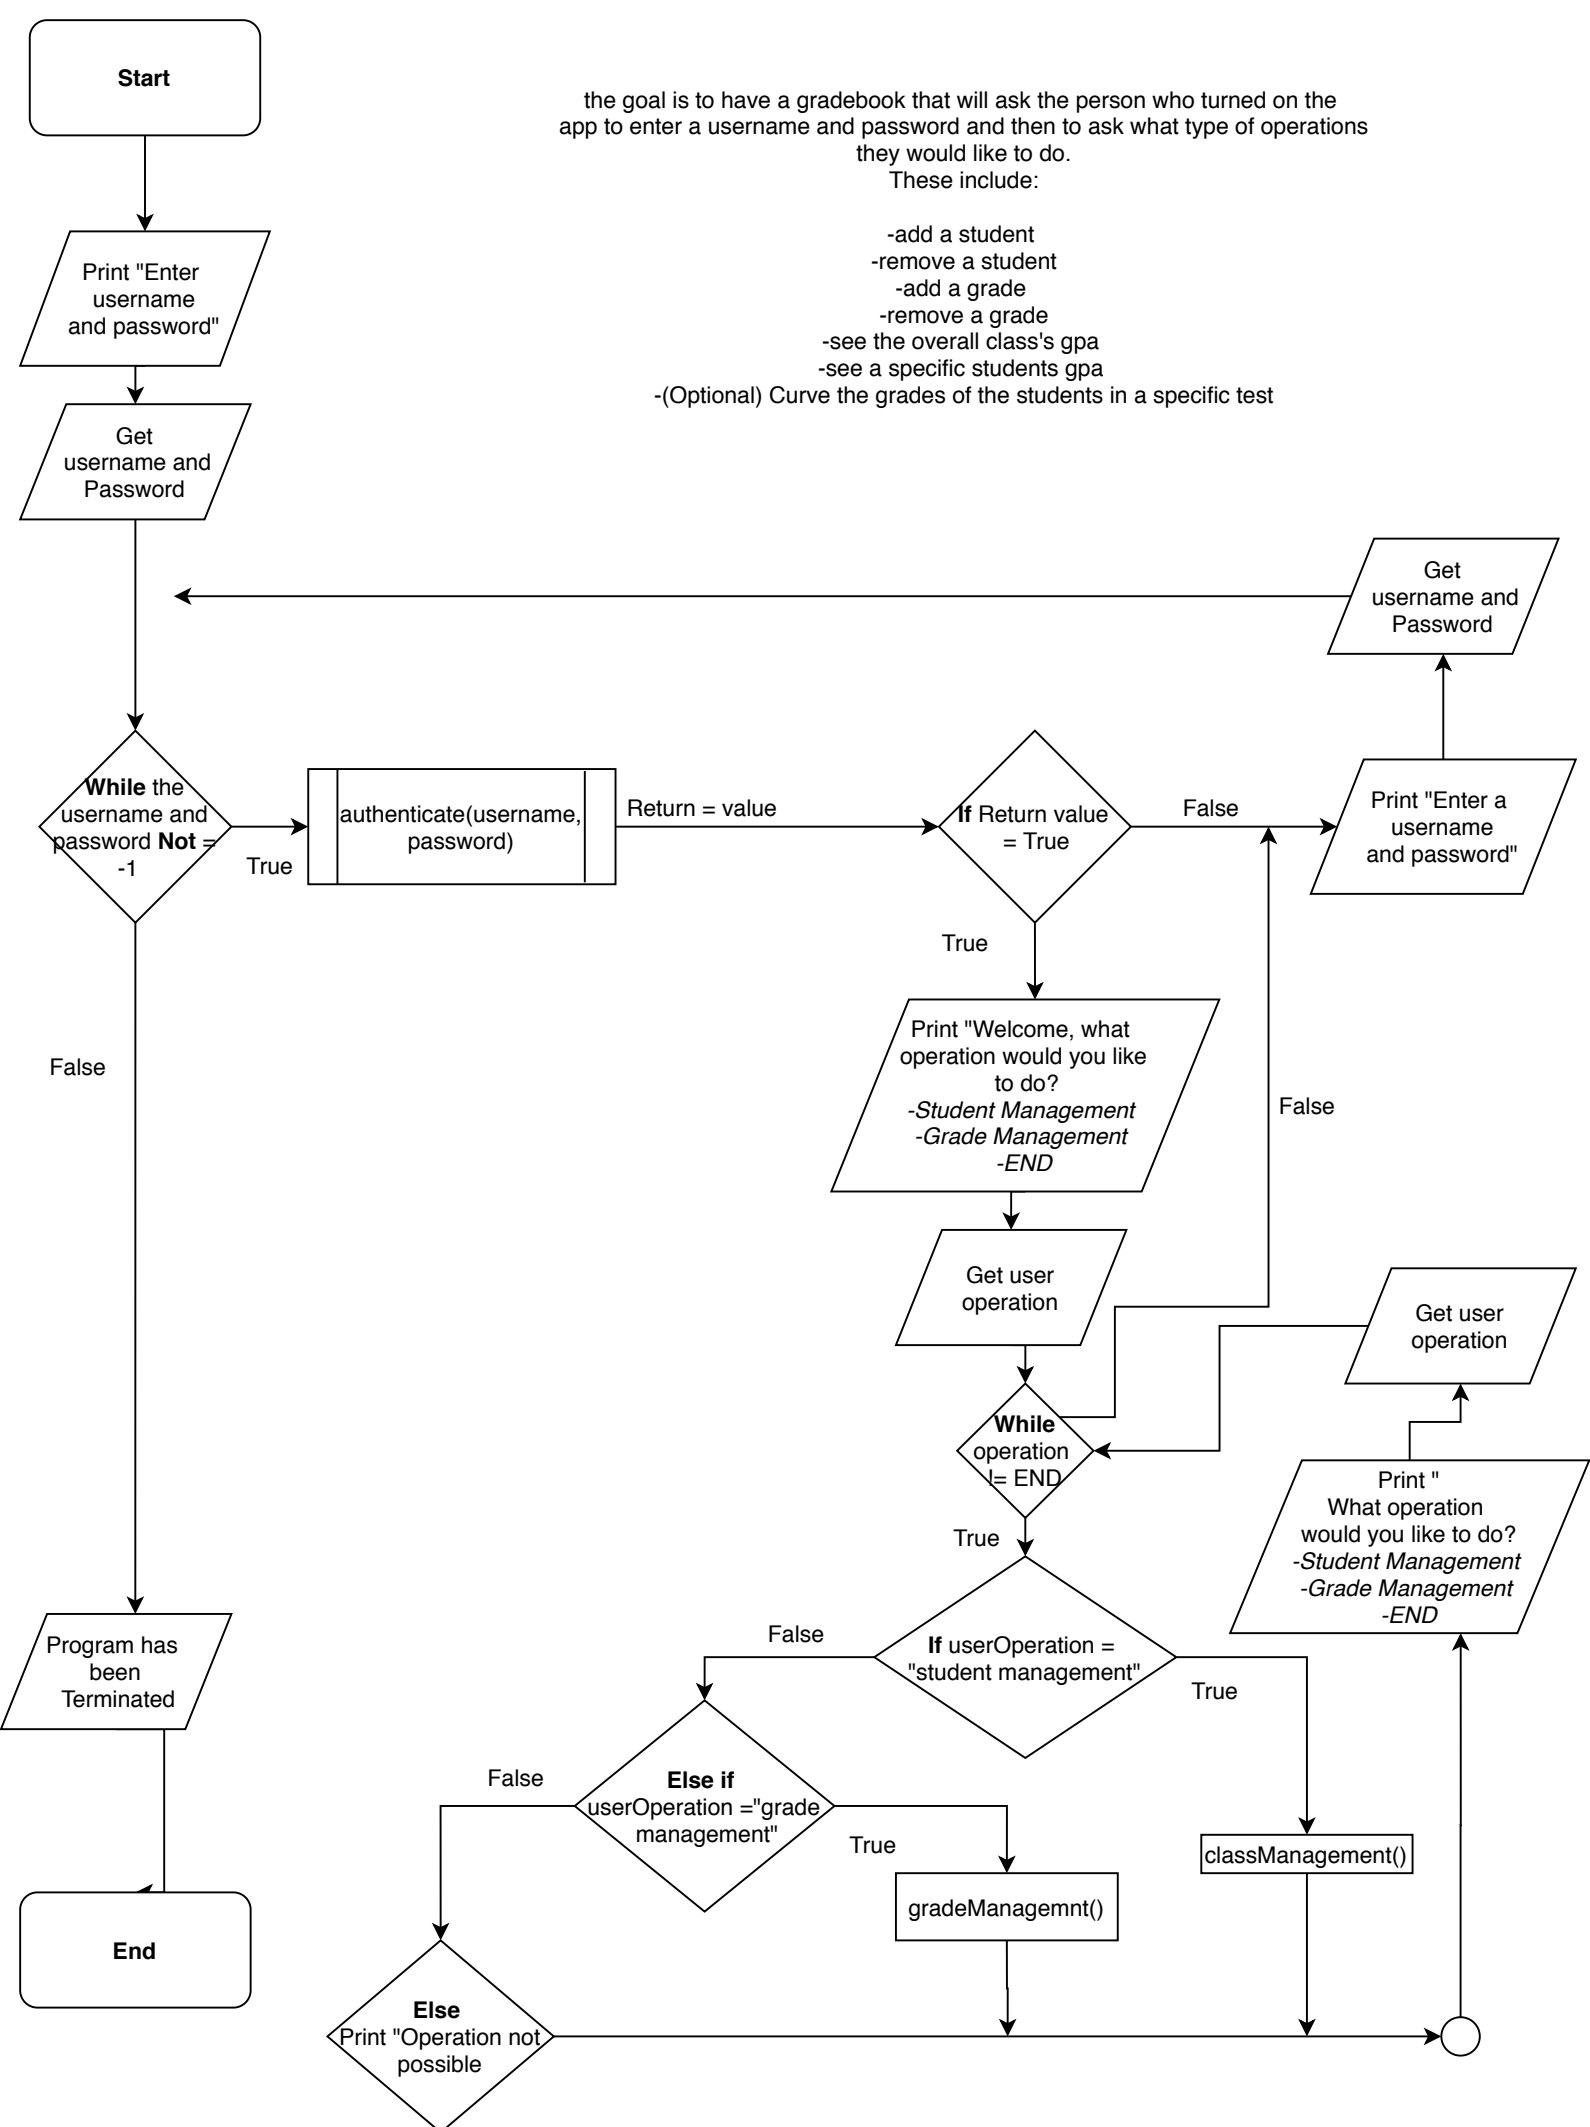 Start
the goal is to have a gradebook that will ask the person who turned on the
app to enter a username and password and then to ask what type of operations
they would like to do.
These include:
-add a student
-remove a student
-add a grade
-remove a grade
-see the overall class's gpa
-see a specific students gpa
-(Optional) Curve the grades of the students in a specific test
Print "Enter
username
and password"
Get
username and
Password
Get
username and
Password
While the
username and
password Not =
-1
True
authenticate(username,
password)
Return = value
If Return value
= True
False
Print "Enter a
username
and password"
True
False
Print "Welcome, what
operation would you like
to do?
-Student Management
-Grade Management
-END
False
Get user
operation
Get user
operation
While
operation
!= END
True
Print "
What operation
would you like to do?
-Student Management
-Grade Management
-END
Program has
been
Terminated
False
If userOperation =
"student management"
True
False
Else if
userOperation ="grade
management"
True
classManagement()
gradeManagemnt()
End
Else
Print "Operation not
possible